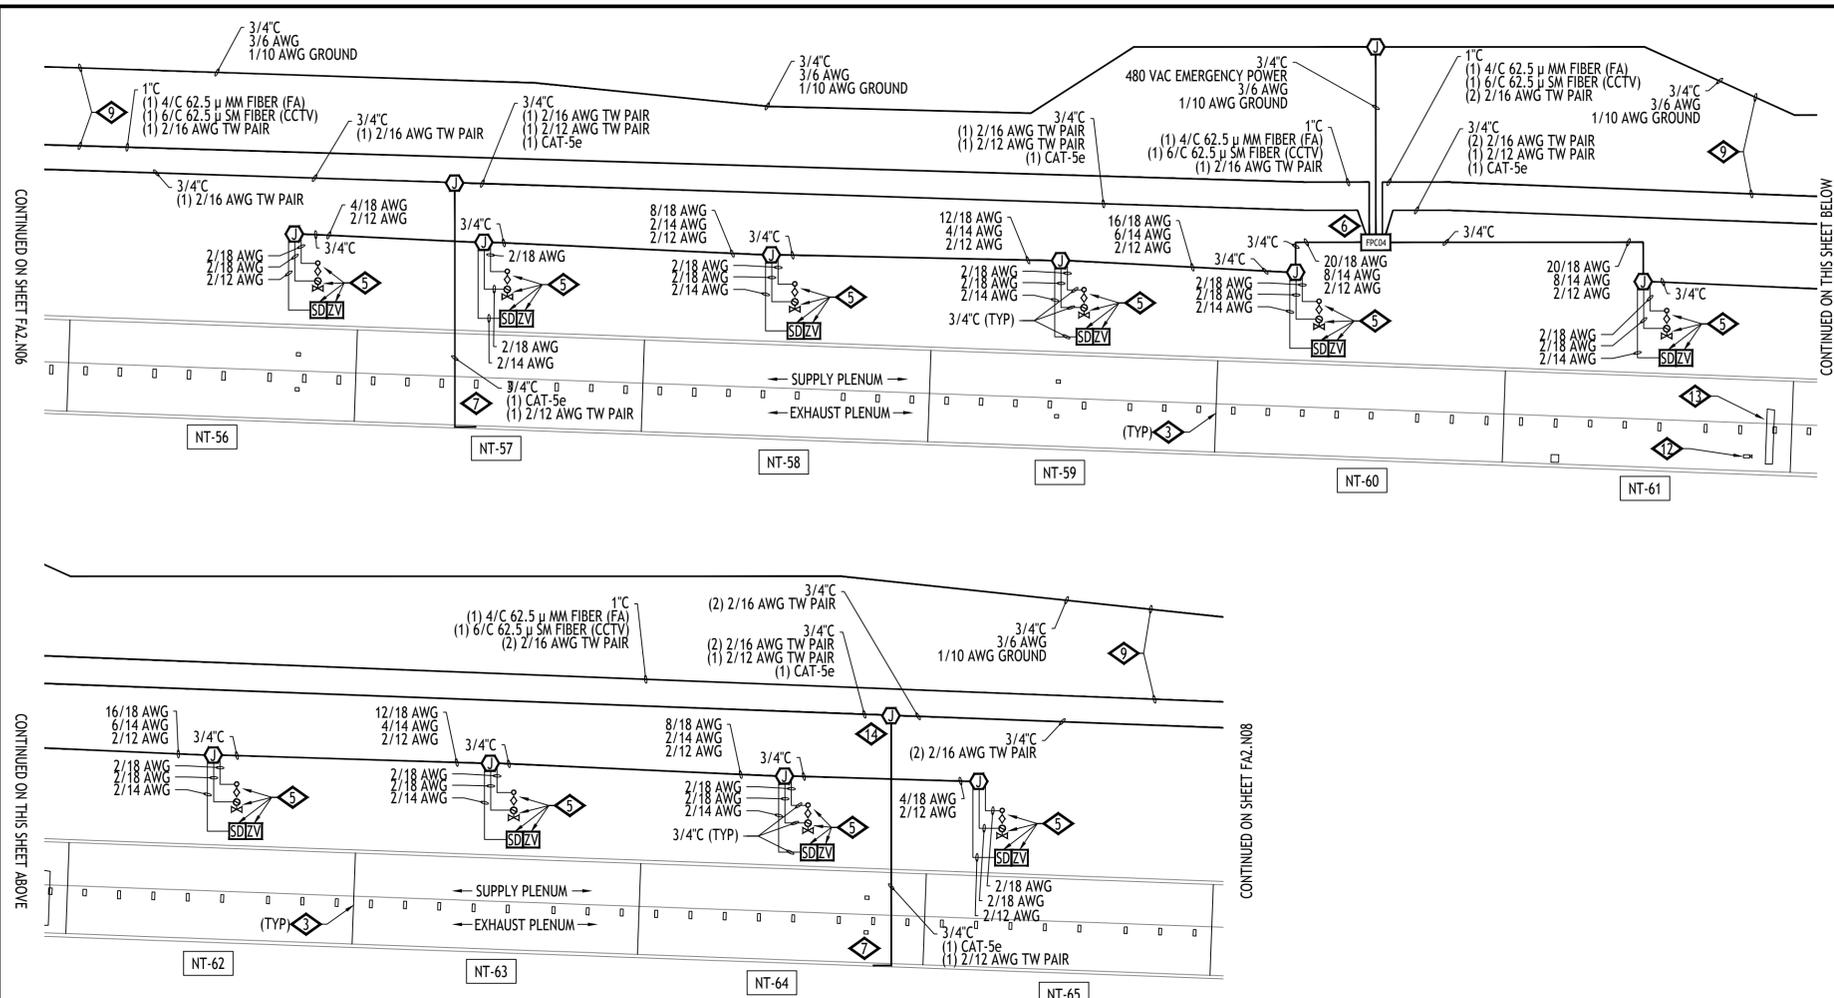 3/4"C
3/6 AWG
1/10 AWG GROUND
3/4"C
3/6 AWG
1/10 AWG GROUND
3/4"C
480 VAC EMERGENCY POWER
3/6 AWG
1/10 AWG GROUND
J
1"C
(1) 4/C 62.5 µ MM FIBER (FA)
(1) 6/C 62.5 µ SM FIBER (CCTV)
(2) 2/16 AWG TW PAIR
3/4"C
3/6 AWG
1/10 AWG GROUND
9
1"C
(1) 4/C 62.5 µ MM FIBER (FA)
(1) 6/C 62.5 µ SM FIBER (CCTV)
(1) 2/16 AWG TW PAIR
3/4"C
(1) 2/16 AWG TW PAIR
3/4"C
(1) 2/16 AWG TW PAIR
(1) 2/12 AWG TW PAIR
(1) CAT-5e
3/4"C
(1) 2/16 AWG TW PAIR
(1) 2/12 AWG TW PAIR
(1) CAT-5e
1"C
(1) 4/C 62.5 µ MM FIBER (FA)
(1) 6/C 62.5 µ SM FIBER (CCTV)
(1) 2/16 AWG TW PAIR
3/4"C
(2) 2/16 AWG TW PAIR
(1) 2/12 AWG TW PAIR
(1) CAT-5e
9
CONTINUED ON SHEET FA2.N06
3/4"C
(1) 2/16 AWG TW PAIR
J
J
4/18 AWG
2/12 AWG
3/4"C
2/18 AWG
2/18 AWG
2/12 AWG
5
SD ZV
J
3/4"C
2/18 AWG
5
SD ZV
2/18 AWG
2/14 AWG
8/18 AWG
2/14 AWG
2/12 AWG
J
3/4"C
2/18 AWG
2/18 AWG
2/14 AWG
5
SD ZV
12/18 AWG
4/14 AWG
2/12 AWG
J
3/4"C
2/18 AWG
2/18 AWG
2/14 AWG
3/4"C (TYP)
5
SD ZV
16/18 AWG
6/14 AWG
2/12 AWG
3/4"C
J
3/4"C
2/18 AWG
2/18 AWG
2/14 AWG
20/18 AWG
8/14 AWG
2/12 AWG
5
SD ZV
6
FPC04
3/4"C
20/18 AWG
8/14 AWG
2/12 AWG
J
3/4"C
2/18 AWG
2/18 AWG
2/14 AWG
5
SD ZV
CONTINUED ON THIS SHEET BELOW
7
3/4"C
(1) CAT-5e
(1) 2/12 AWG TW PAIR
SUPPLY PLENUM
EXHAUST PLENUM
(TYP) 3
13
12
NT-56
NT-57
NT-58
NT-59
NT-60
NT-61
1"C
(1) 4/C 62.5 µ MM FIBER (FA)
(1) 6/C 62.5 µ SM FIBER (CCTV)
(2) 2/16 AWG TW PAIR
3/4"C
(2) 2/16 AWG TW PAIR
3/4"C
(2) 2/16 AWG TW PAIR
(1) 2/12 AWG TW PAIR
(1) CAT-5e
3/4"C
3/6 AWG
1/10 AWG GROUND
9
CONTINUED ON THIS SHEET ABOVE
16/18 AWG
6/14 AWG
2/12 AWG
3/4"C
J
2/18 AWG
2/18 AWG
2/14 AWG
5
SD ZV
12/18 AWG
4/14 AWG
2/12 AWG
3/4"C
J
2/18 AWG
2/18 AWG
2/14 AWG
5
SD ZV
8/18 AWG
2/14 AWG
2/12 AWG
3/4"C
J
2/18 AWG
2/18 AWG
2/14 AWG
3/4"C (TYP)
5
SD ZV
J
14
3/4"C
(2) 2/16 AWG TW PAIR
J
4/18 AWG
2/12 AWG
5
SD ZV
2/18 AWG
2/18 AWG
2/12 AWG
CONTINUED ON SHEET FA2.N08
SUPPLY PLENUM
EXHAUST PLENUM
(TYP) 3
7
3/4"C
(1) CAT-5e
(1) 2/12 AWG TW PAIR
NT-62
NT-63
NT-64
NT-65